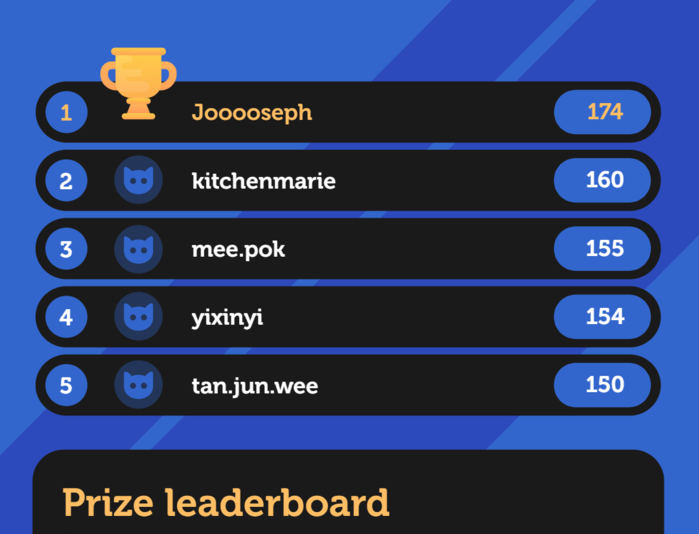 1 Jooooseph 174
2 kitchenmarie 160
3 mee.pok 155
4 yixinyi 154
5 tan.jun.wee 150
Prize leaderboard